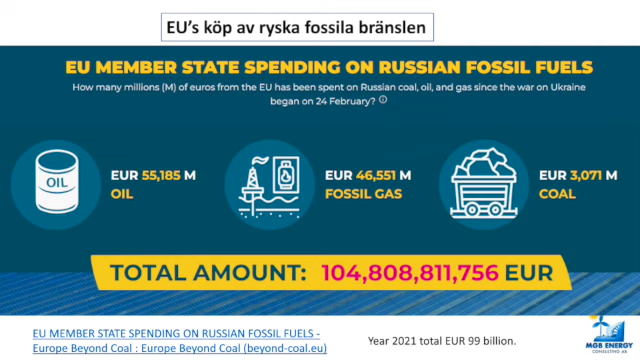 EU's köp av ryska fossila bränslen
EU MEMBER STATE SPENDING ON RUSSIAN FOSSIL FUELS
How many millions (M) of euros from the EU has been spent on Russian coal, oil, and gas since the war on Ukraine
began on 24 February?
OIL
EUR 55,185 M
OIL
EUR 46,551 M
FOSSIL GAS
EUR 3,071 M
COAL
TOTAL AMOUNT: 104,808,811,756 EUR
EU MEMBER STATE SPENDING ON RUSSIAN FOSSIL FUELS -
Europe Beyond Coal : Europe Beyond Coal (beyond-coal.eu)
Year 2021 total EUR 99 billion.
MGB ENERGY
CONSULTING AB